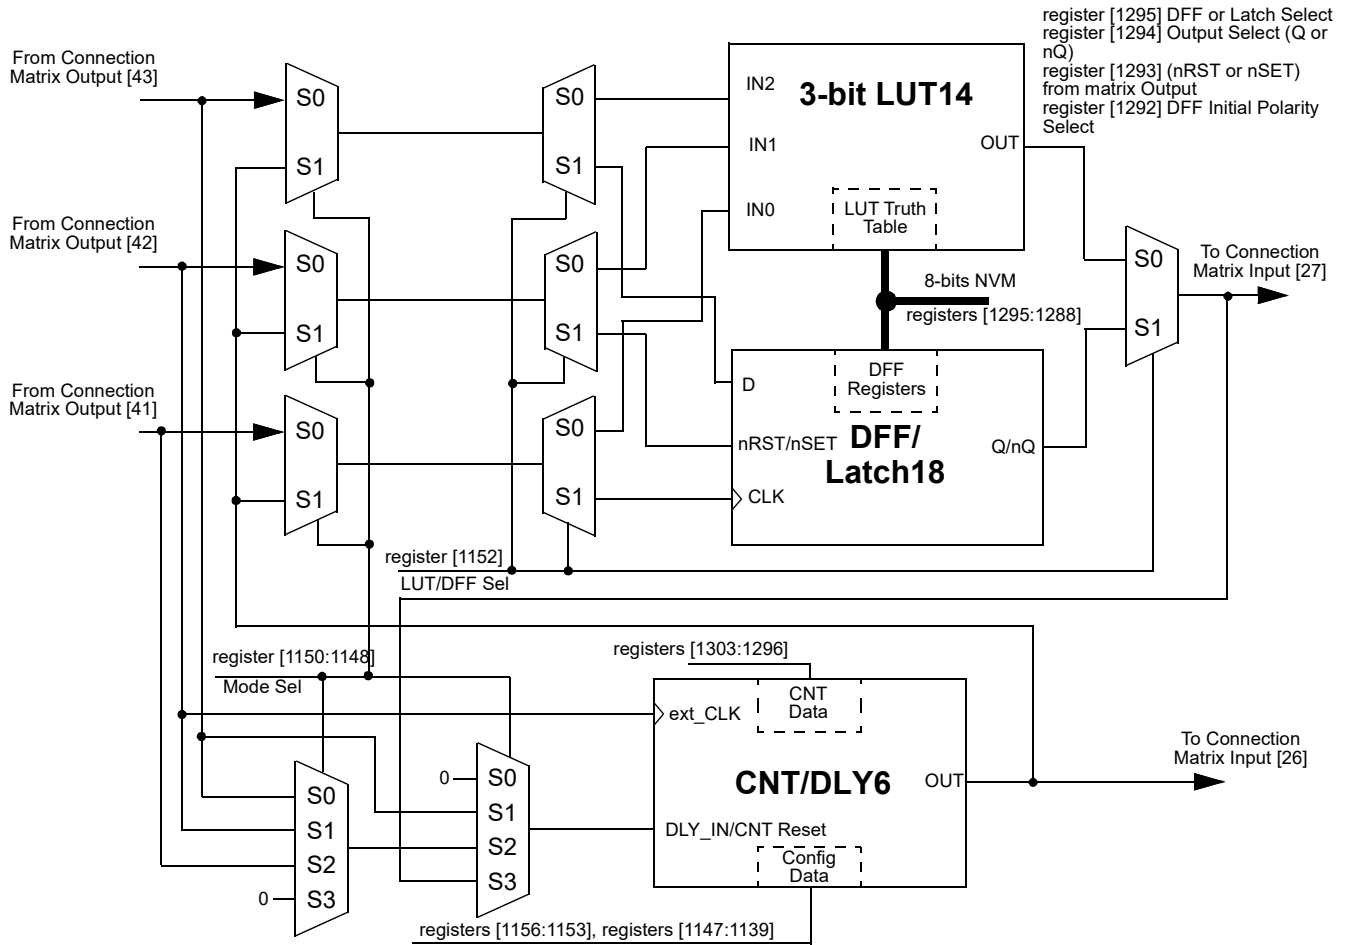 register [1295] DFF or Latch Select
register [1294] Output Select (Q or
nQ)
register [1293] (nRST or nSET)
from matrix Output
register [1292] DFF Initial Polarity
Select
From Connection
Matrix Output [43]
S0
S1
S0
S1
IN2
3-bit LUT14
IN1
OUT
IN0
LUT Truth
Table
From Connection
Matrix Output [42]
S0
S1
S0
S1
8-bits NVM
registers [1295:1288]
S0
S1
To Connection
Matrix Input [27]
From Connection
Matrix Output [41]
S0
S1
S0
S1
D
DFF
Registers
nRST/nSET
DFF/
Latch18
Q/nQ
CLK
register [1152]
LUT/DFF Sel
register [1150:1148]
Mode Sel
registers [1303:1296]
CNT
Data
ext_CLK
CNT/DLY6
OUT
To Connection
Matrix Input [26]
DLY_IN/CNT Reset
Config
Data
S0
S1
S2
0
S3
0
S0
S1
S2
S3
registers [1156:1153], registers [1147:1139]